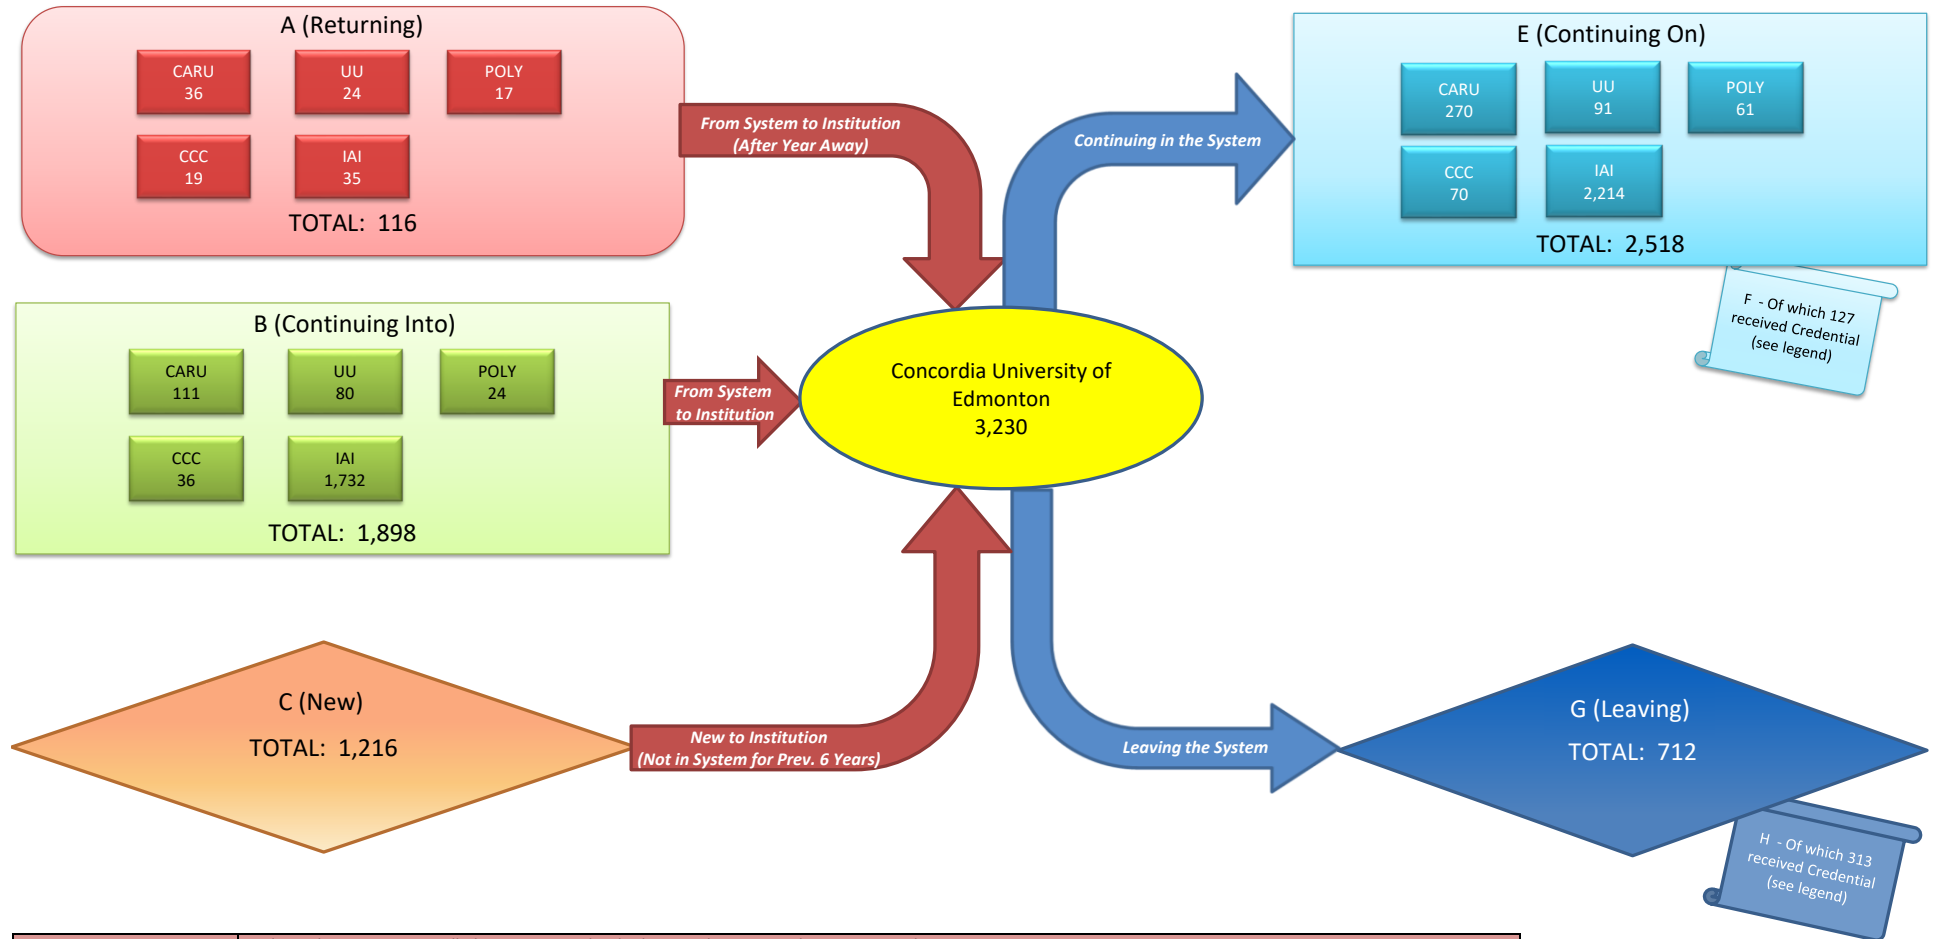 A (Returning)
CARU
36
UU
24
POLY
17
CCC
19
IAI
35
TOTAL: 116
From System to Institution
(After Year Away)
B (Continuing Into)
CARU
111
UU
80
POLY
24
CCC
36
IAI
1,732
TOTAL: 1,898
From System
to Institution
C (New)
TOTAL: 1,216
New to Institution
(Not in System for Prev. 6 Years)
Concordia University of
Edmonton
3,230
Continuing in the System
E (Continuing On)
CARU
270
UU
91
POLY
61
CCC
70
IAI
2,214
TOTAL: 2,518
F - Of which 127
received Credential
(see legend)
Leaving the System
G (Leaving)
TOTAL: 712
H - Of which 313
received Credential
(see legend)